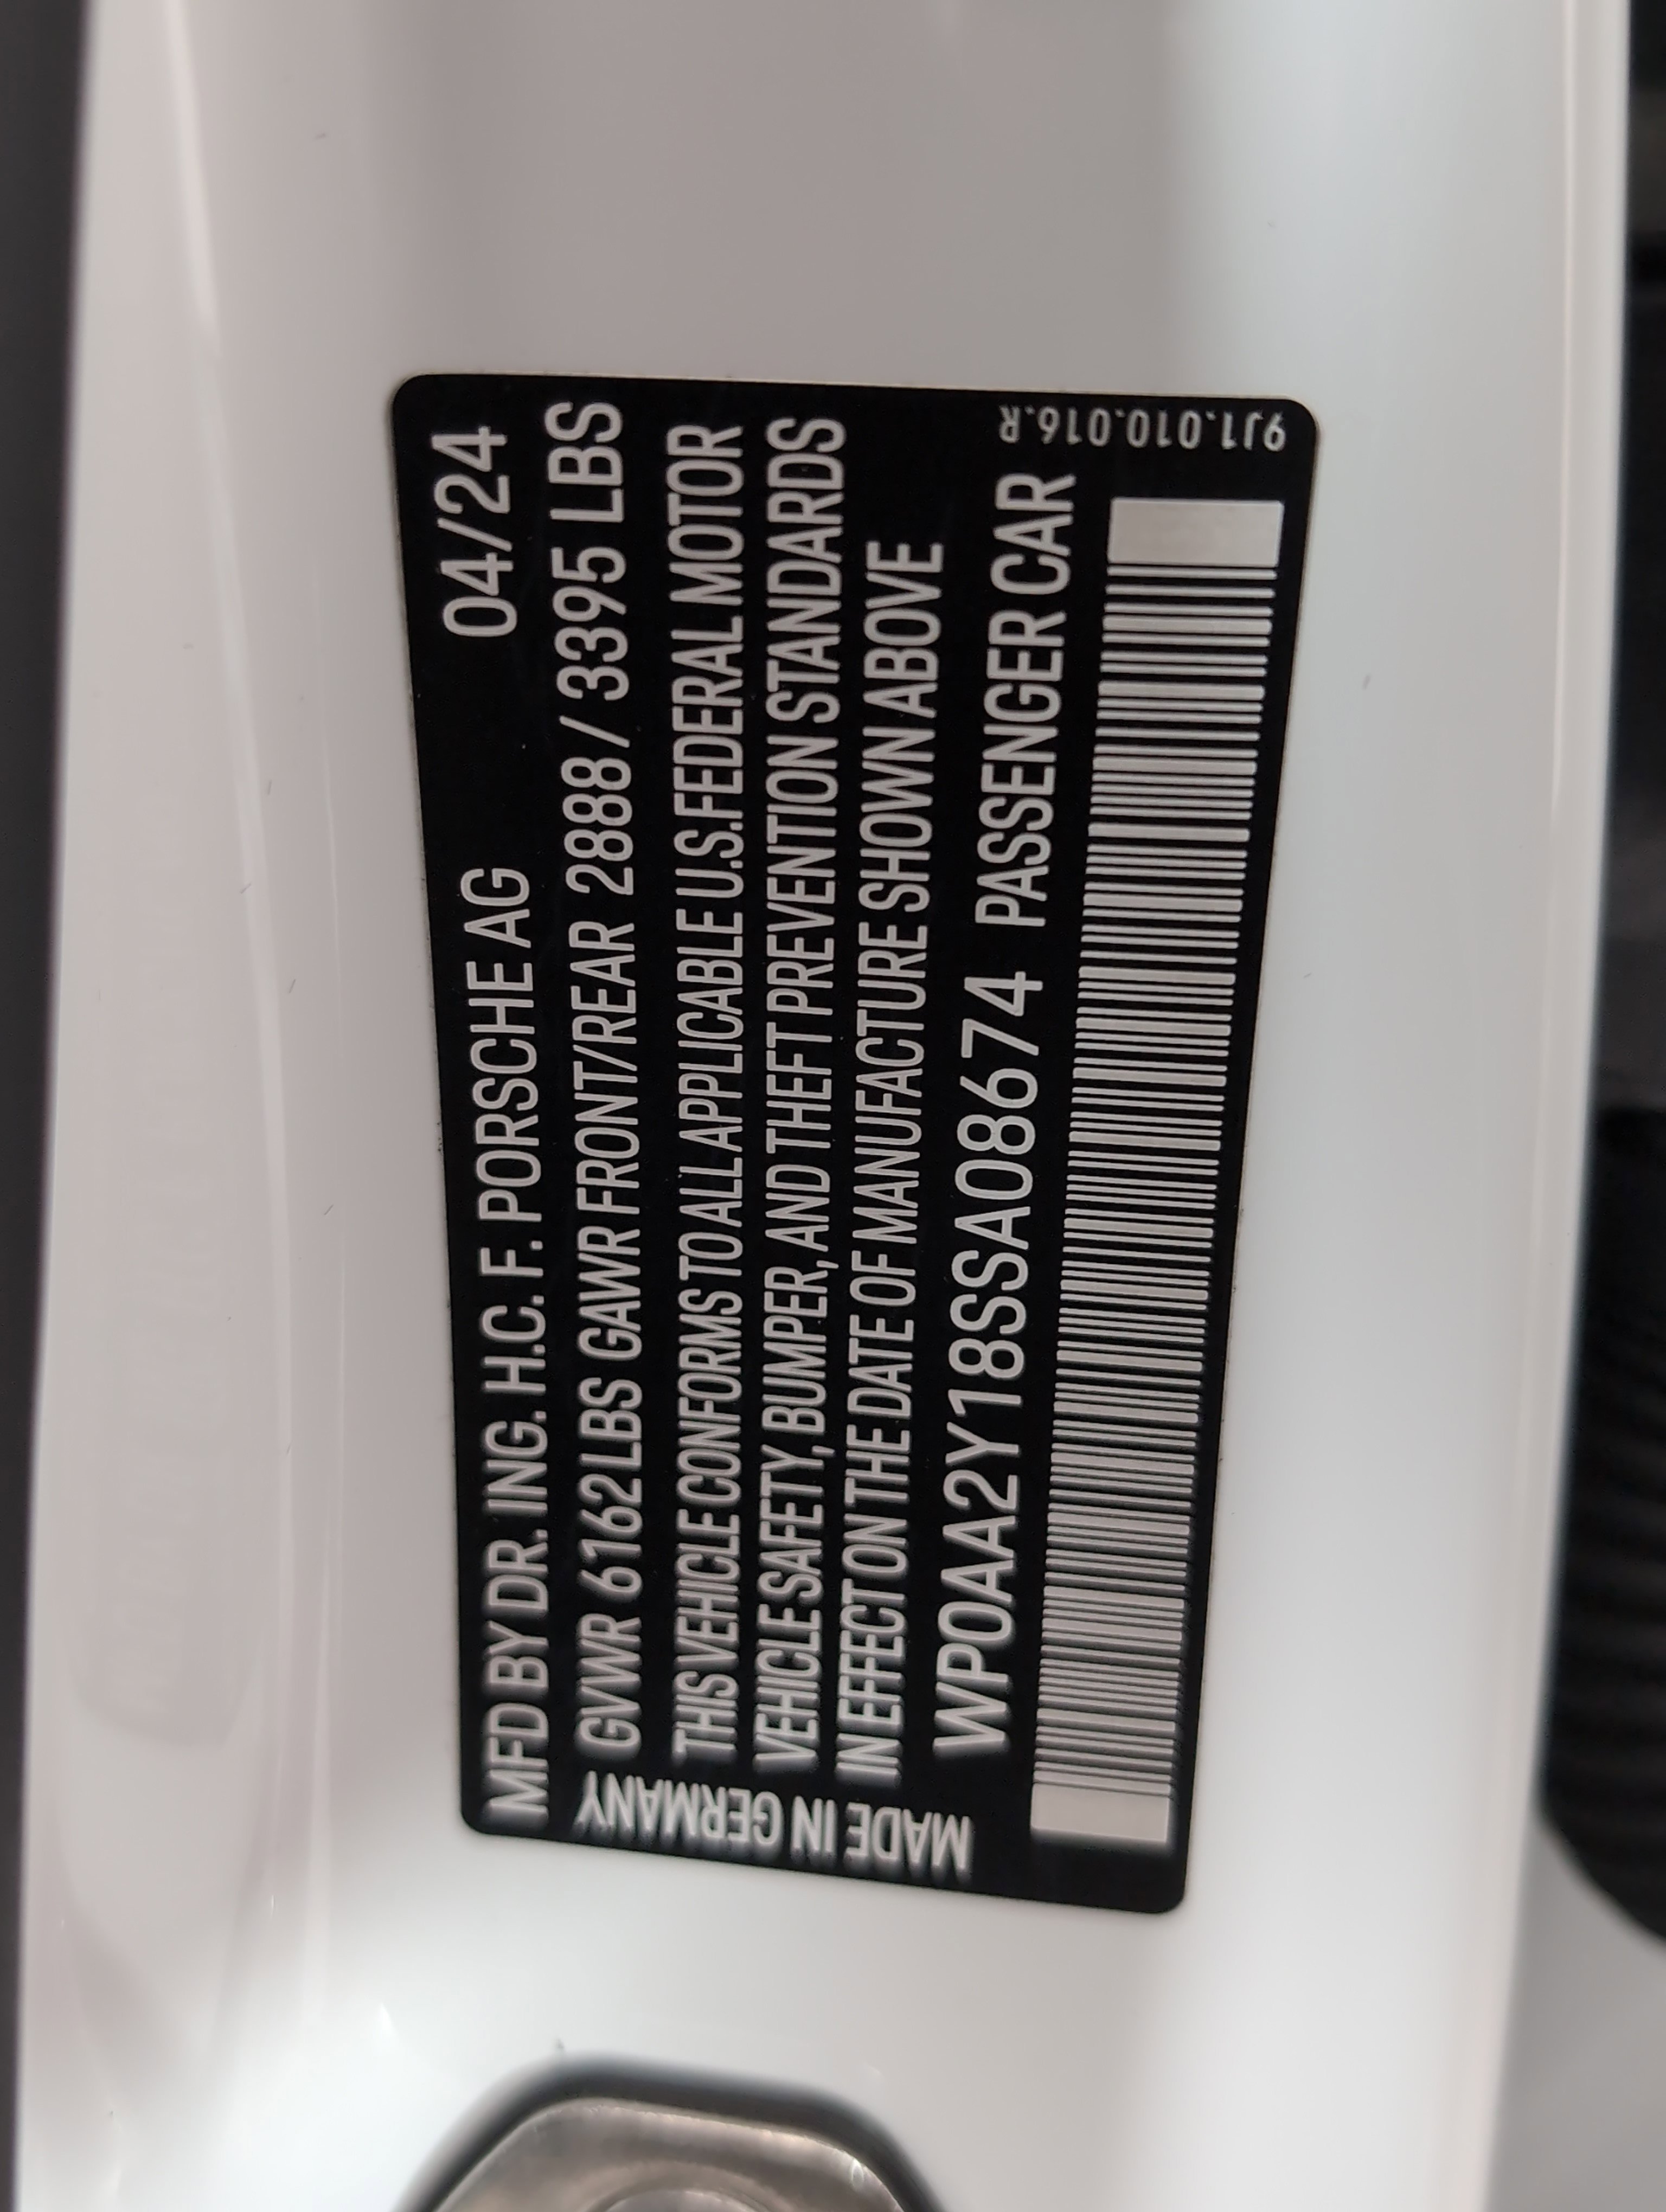 MFD BY DR. ING. H.C. F. PORSCHE AG 04/24
GVWR 6162 LBS GAWR FRONT/REAR 2888 / 3395 LBS
THIS VEHICLE CONFORMS TO ALL APPLICABLE U.S. FEDERAL MOTOR
VEHICLE SAFETY, BUMPER, AND THEFT PREVENTION STANDARDS
IN EFFECT ON THE DATE OF MANUFACTURE SHOWN ABOVE
WP0AA2Y18SSA08674 PASSENGER CAR
MADE IN GERMANY
9J1.010.016.R